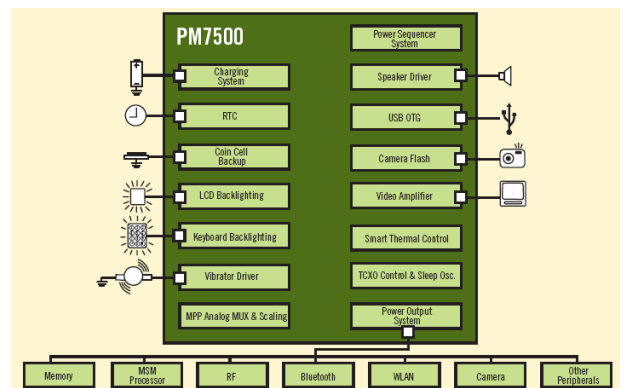 PM7500
Power Sequencer
System
Charging
System
Speaker Driver
RTC
USB OTG
Coin Cell
Backup
Camera Flash
LCD Backlighting
Video Amplifier
Keyboard Backlighting
Smart Thermal Control
Vibrator Driver
TCXO Control & Sleep Osc.
MPP Analog MUX & Scaling
Power Output
System
Memory
MSM
Processor
RF
Bluetooth
WLAN
Camera
Other
Peripherals